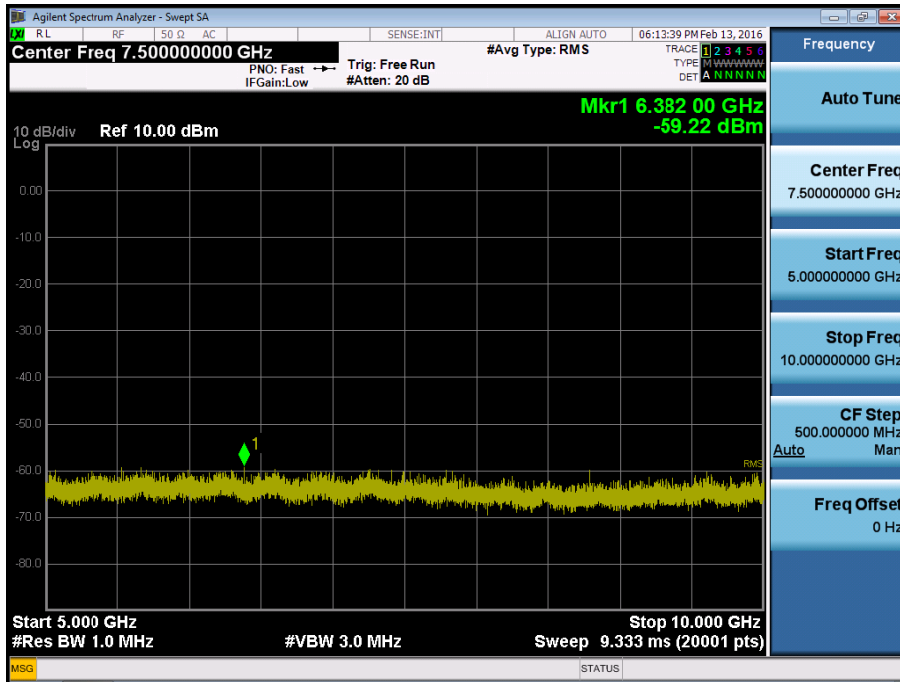 Agilent Spectrum Analyzer - Swept SA
LXI RL RF 50 Ω AC SENSE:INT ALIGN AUTO 06:13:39 PM Feb 13, 2016
Center Freq 7.500000000 GHz
#Avg Type: RMS
TRACE 1 2 3 4 5 6
PNO: Fast
Trig: Free Run
TYPE M WWWWW
IFGain:Low
#Atten: 20 dB
DET A N N N N N
Mkr1 6.382 00 GHz
-59.22 dBm
10 dB/div Ref 10.00 dBm
Log
0.00
-10.0
-20.0
-30.0
-40.0
-50.0
1
-60.0
RMS
-70.0
-80.0
Start 5.000 GHz Stop 10.000 GHz
#Res BW 1.0 MHz #VBW 3.0 MHz Sweep 9.333 ms (20001 pts)
MSG STATUS
Frequency
Auto Tune
Center Freq
7.500000000 GHz
Start Freq
5.000000000 GHz
Stop Freq
10.000000000 GHz
CF Step
500.000000 MHz
Auto Man
Freq Offset
0 Hz